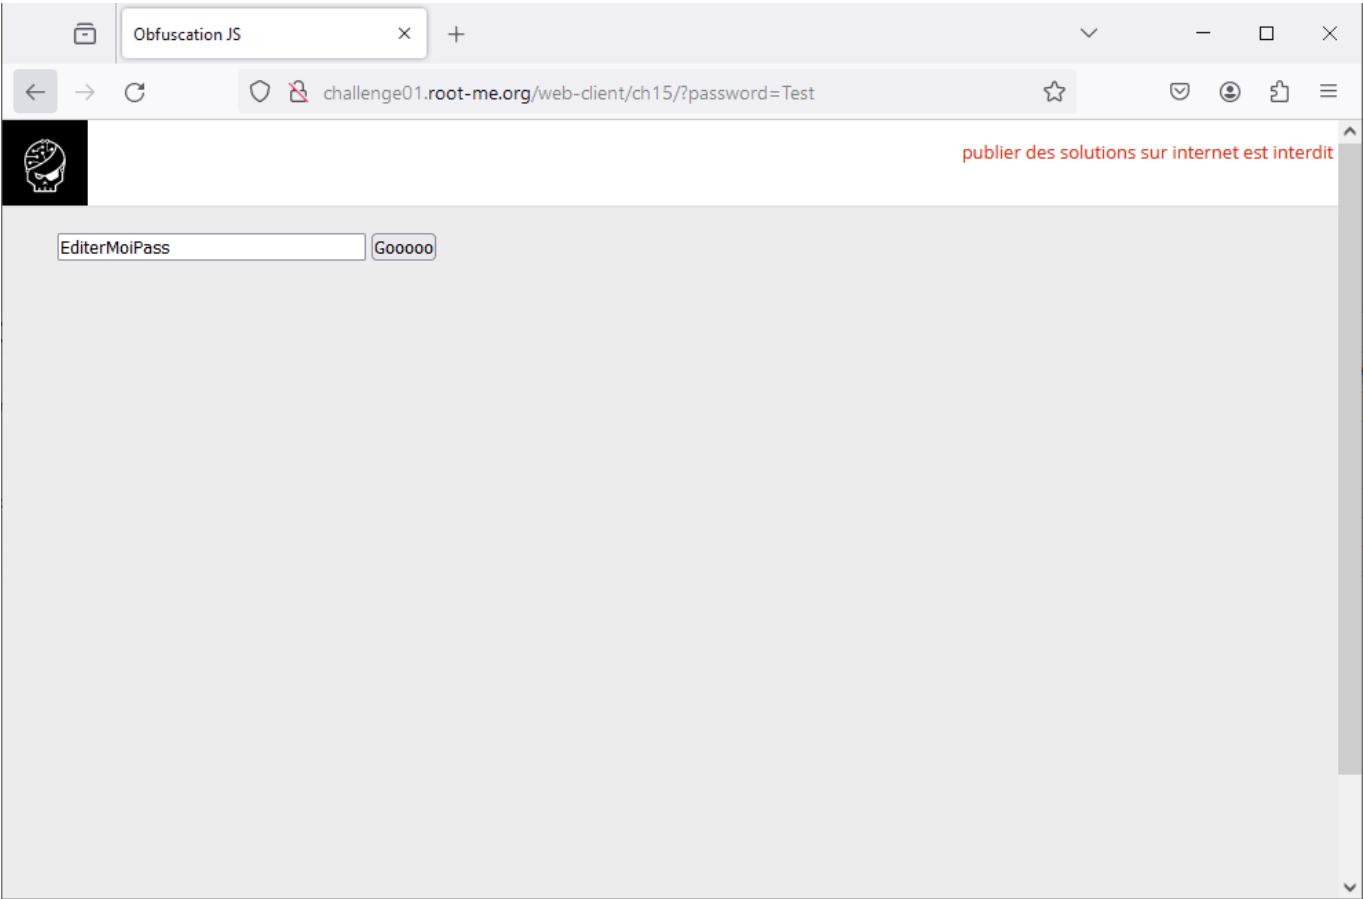 Obfuscation JS
challenge01.root-me.org/web-client/ch15/?password=Test
publier des solutions sur internet est interdit
EditerMoiPass Gooooo